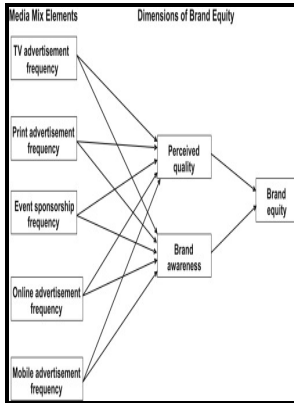 Media Mix Elements
Dimensions of Brand Equity
TV advertisement
frequency
Print advertisement
frequency
Event sponsorship
frequency
Online advertisement
frequency
Mobile advertisement
frequency
Perceived
quality
Brand
awareness
Brand
equity